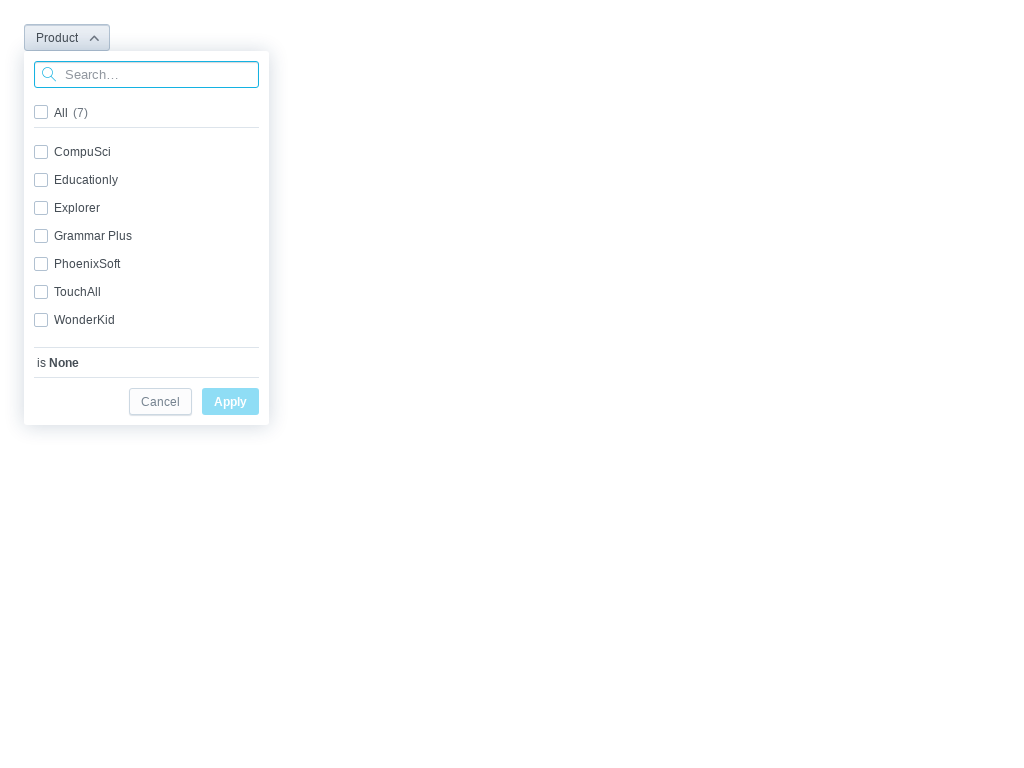 Product
Search...
All (7)
CompuSci
Educationly
Explorer
Grammar Plus
PhoenixSoft
TouchAll
WonderKid
is None
Cancel Apply